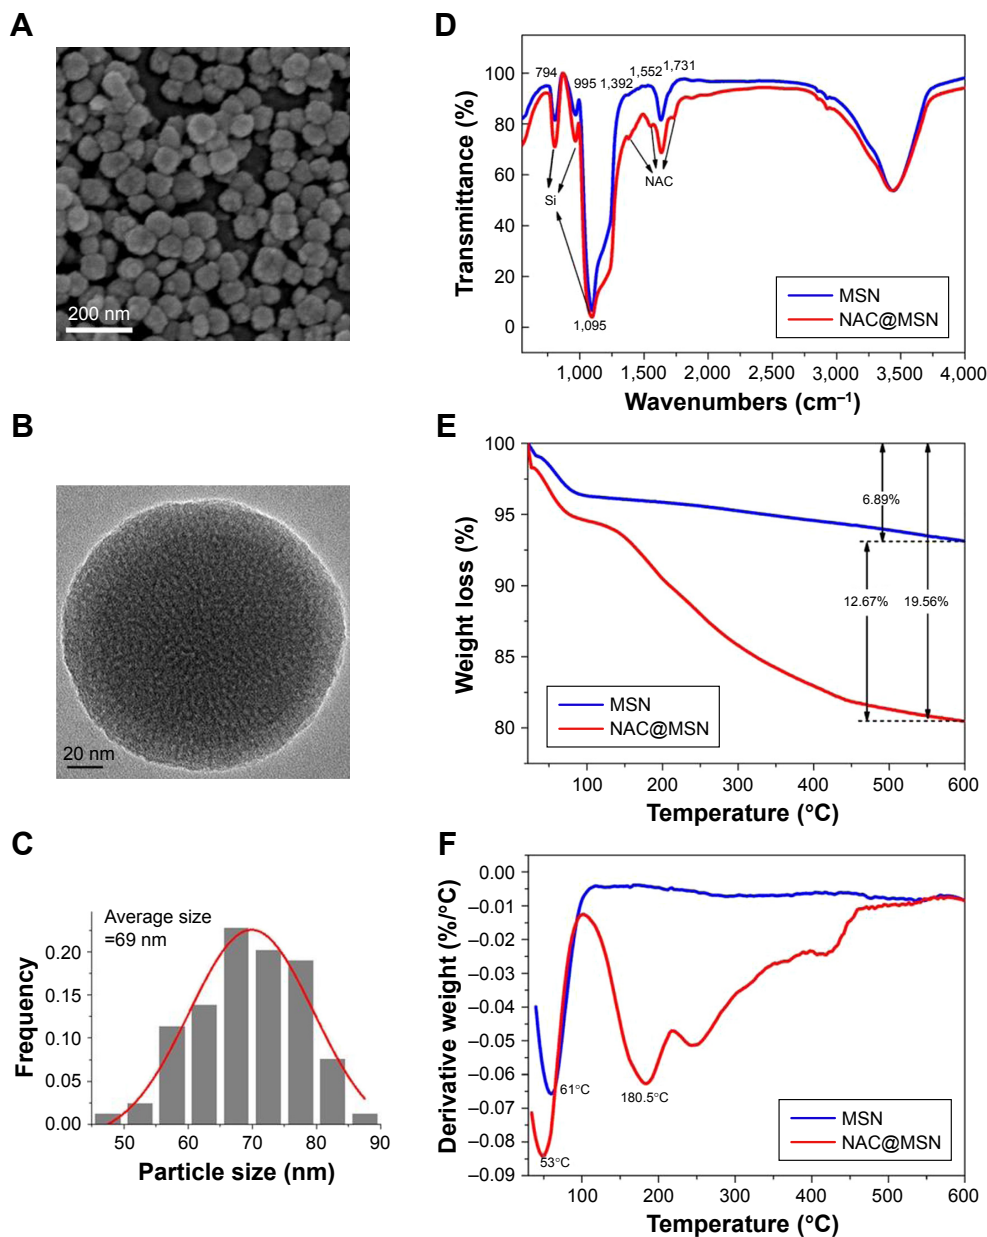 A
200 nm
B
20 nm
C
Average size
=69 nm
Frequency
0.20
0.15
0.10
0.05
0.00
50
60
70
80
90
Particle size (nm)
D
Transmittance (%)
100
80
60
40
20
0
794
995
1,392
1,552
1,731
Si
NAC
1,095
MSN
NAC@MSN
1,000
1,500
2,000
2,500
3,000
3,500
4,000
Wavenumbers (cm–1)
E
Weight loss (%)
100
95
90
85
80
6.89%
12.67%
19.56%
MSN
NAC@MSN
100
200
300
400
500
600
Temperature (°C)
F
Derivative weight (%/°C)
0.00
–0.01
–0.02
–0.03
–0.04
–0.05
–0.06
–0.07
–0.08
–0.09
61°C
180.5°C
53°C
MSN
NAC@MSN
100
200
300
400
500
600
Temperature (°C)